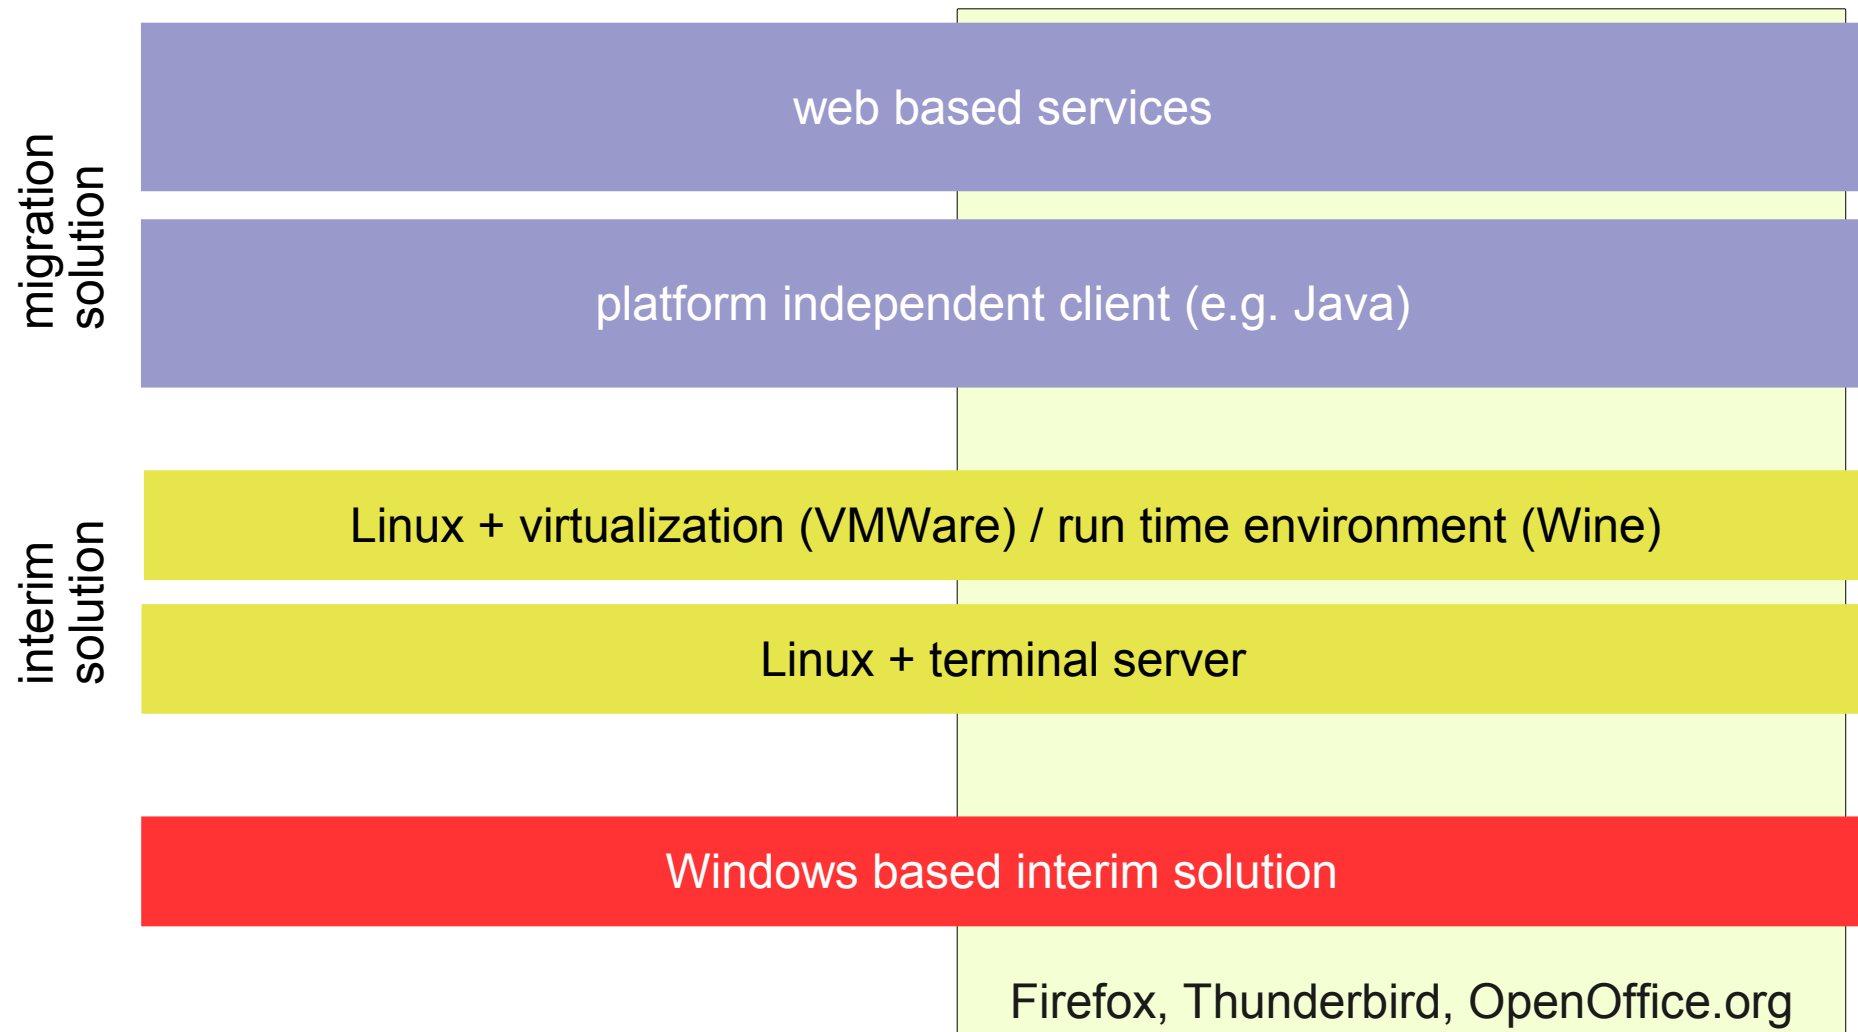 migration
solution
web based services
platform independent client (e.g. Java)
interim
solution
Linux + virtualization (VMWare) / run time environment (Wine)
Linux + terminal server
Windows based interim solution
Firefox, Thunderbird, OpenOffice.org